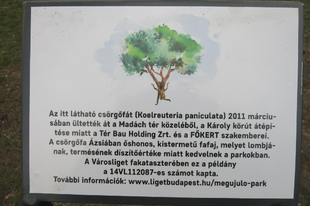 Az itt látható csörgőfát (Koelreuteria paniculata) 2011 márciu-
sában ültették át a Madách tér közeléből, a Károly körút átépí-
tése miatt a Tér Bau Holding Zrt. és a FŐKERT szakemberei.
A csörgőfa Ázsiában őshonos, kistermetű fafaj, melyet lombjá-
nak, termésének díszítőértéke miatt kedvelnek a parkokban.
A Városliget fakataszterében ez a példány
a 14VL112087-es számot kapta.
További információk: www.ligetbudapest.hu/megujulo-park